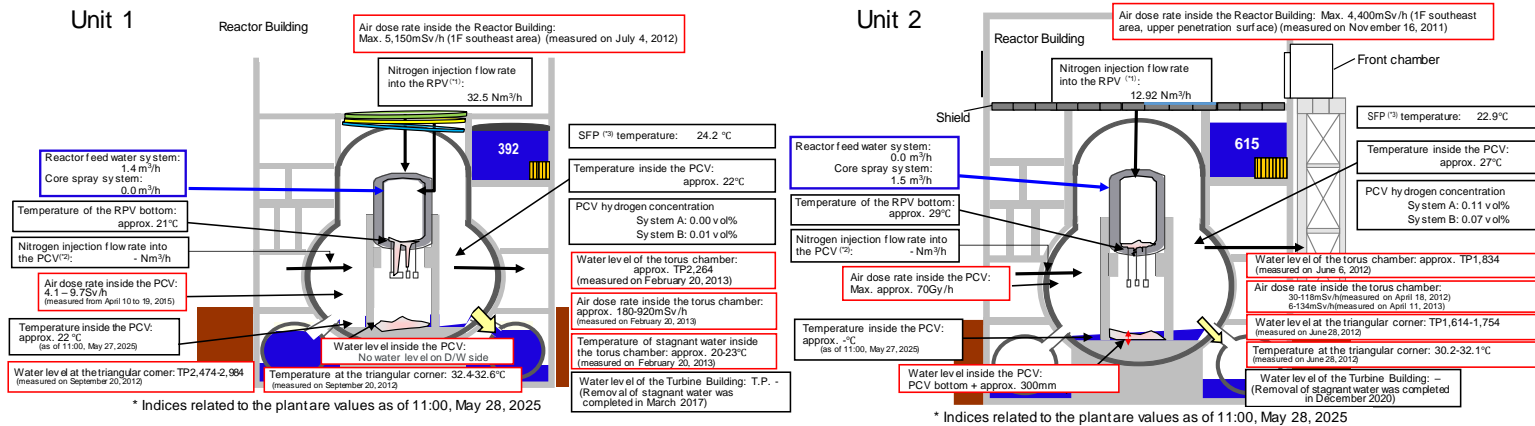 Unit 1
Reactor Building
Air dose rate inside the Reactor Building:
Max. 5,150mSv/h (1F southeast area) (measured on July 4, 2012)
Nitrogen injection flow rate
into the RPV(*1):
32.5 Nm³/h
SFP (*3) temperature: 24.2 ℃
392
Reactor feed water system:
1.4 m³/h
Core spray system:
0.0 m³/h
Temperature inside the PCV:
approx. 22℃
Temperature of the RPV bottom:
approx. 21℃
PCV hydrogen concentration
System A: 0.00 vol%
System B: 0.01 vol%
Nitrogen injection flow rate into
the PCV(*2): - Nm³/h
Water level of the torus chamber:
approx. TP2,264
(measured on February 20, 2013)
Air dose rate inside the PCV:
4.1 – 9.7Sv/h
(measured from April 10 to 19, 2015)
Air dose rate inside the torus chamber:
approx. 180-920mSv/h
(measured on February 20, 2013)
Temperature inside the PCV:
approx. 22 ℃
(as of 11:00, May 27, 2025)
Temperature of stagnant water inside
the torus chamber: approx. 20-23℃
(measured on February 20, 2013)
Water level inside the PCV:
No water level on D/W side
Water level at the triangular corner: TP2,474-2,984
(measured on September 20, 2012)
Temperature at the triangular corner: 32.4-32.6℃
(measured on September 20, 2012)
Water level of the Turbine Building: T.P. -
(Removal of stagnant water was
completed in March 2017)
* Indices related to the plant are values as of 11:00, May 28, 2025
Unit 2
Reactor Building
Air dose rate inside the Reactor Building: Max. 4,400mSv/h (1F southeast
area, upper penetration surface) (measured on November 16, 2011)
Front chamber
Nitrogen injection flow rate
into the RPV(*1):
12.92 Nm³/h
Shield
SFP (*3) temperature: 22.9℃
615
Reactor feed water system:
0.0 m³/h
Core spray system:
1.5 m³/h
Temperature inside the PCV:
approx. 27℃
Temperature of the RPV bottom:
approx. 29℃
PCV hydrogen concentration
System A: 0.11 vol%
System B: 0.07 vol%
Nitrogen injection flow rate into
the PCV(*2): - Nm³/h
Water level of the torus chamber: approx. TP1,834
(measured on June 6, 2012)
Air dose rate inside the PCV:
Max. approx. 70Gy/h
Air dose rate inside the torus chamber:
30-118mSv/h(measured on April 18, 2012)
6-134mSv/h(measured on April 11, 2013)
Temperature inside the PCV:
approx. -℃
(as of 11:00, May 27, 2025)
Water level at the triangular corner: TP1,614-1,754
(measured on June 28, 2012)
Temperature at the triangular corner: 30.2-32.1℃
(measured on June 28, 2012)
Water level inside the PCV:
PCV bottom + approx. 300mm
Water level of the Turbine Building: –
(Removal of stagnant water was completed
in December 2020)
* Indices related to the plant are values as of 11:00, May 28, 2025